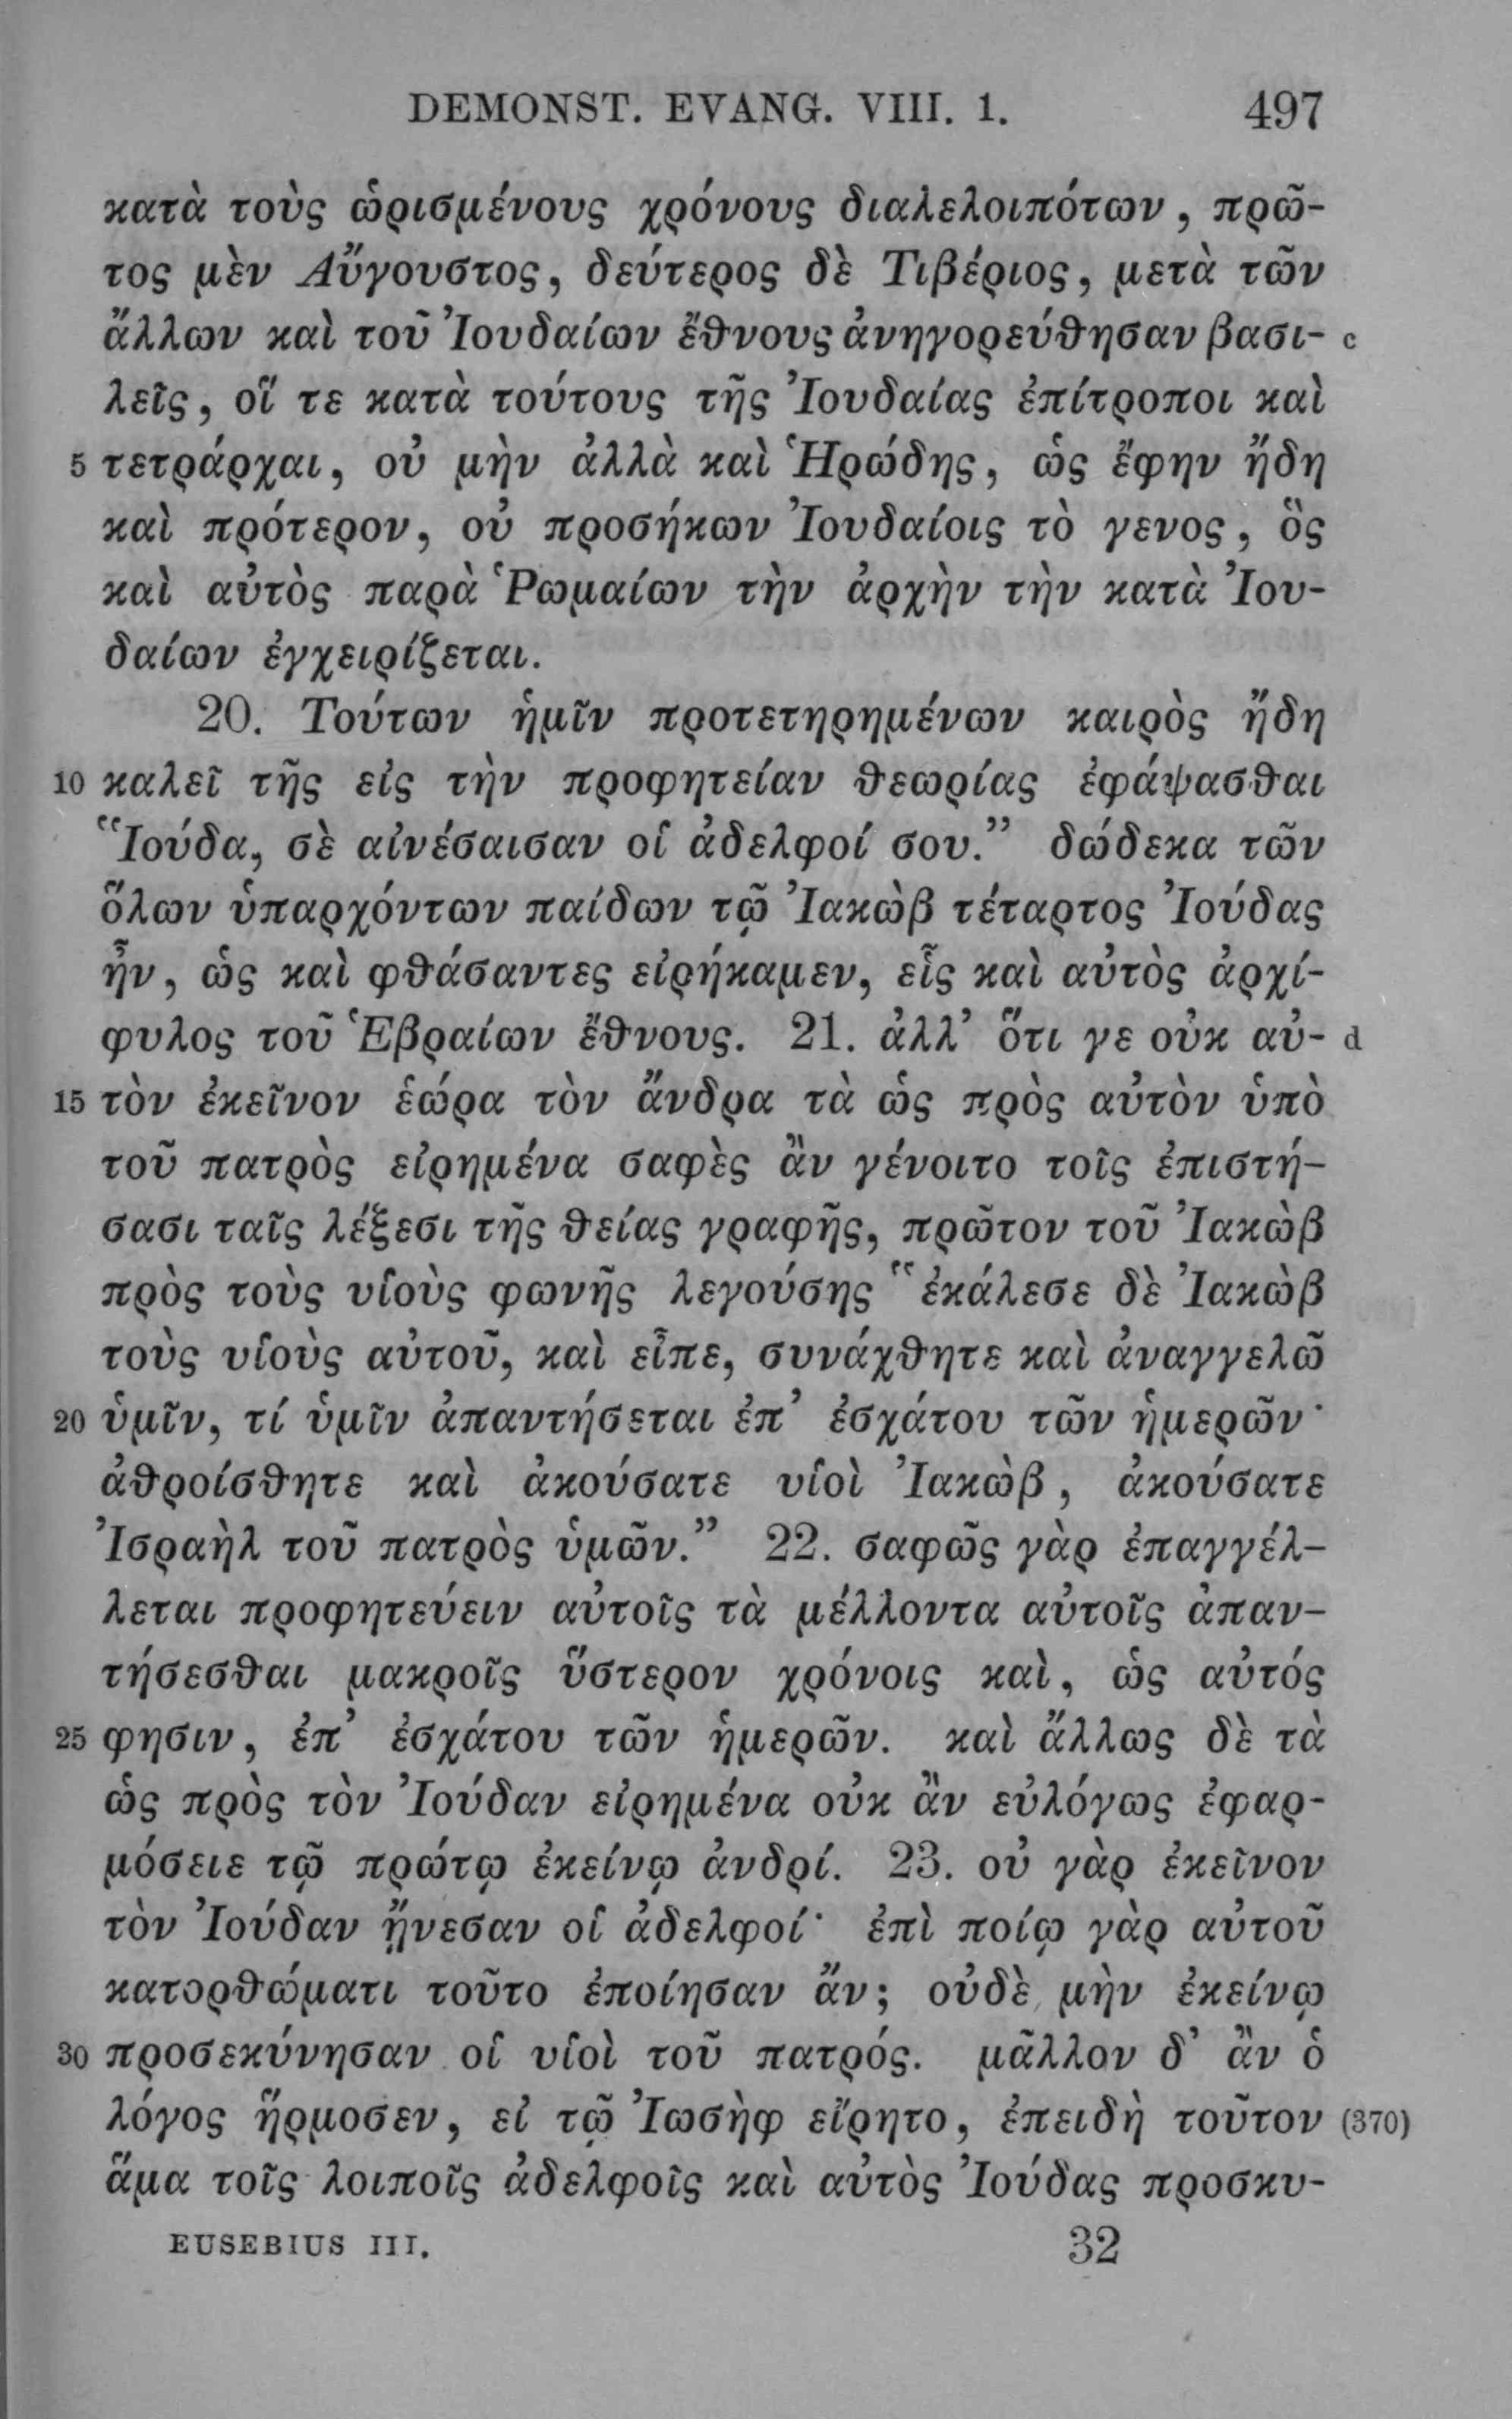 DEMONST. EVANG. VIII. 1. 497
κατὰ τοὺς ὡρισμένους χρόνους διαλελοιπότων, πρῶ-
τος μὲν Αὔγουστος, δεύτερος δὲ Τιβέριος, μετὰ τῶν
ἄλλων καὶ τοῦ Ἰουδαίων ἔθνους ἀνηγορεύθησαν βασι- c
λεῖς, οἵ τε κατὰ τούτους τῆς Ἰουδαίας ἐπίτροποι καὶ
5 τετράρχαι, οὐ μὴν ἀλλὰ καὶ Ἡρώδης, ὡς ἔφην ἤδη
καὶ πρότερον, οὐ προσήκων Ἰουδαίοις τὸ γενος, ὃς
καὶ αὐτὸς παρὰ Ῥωμαίων τὴν ἀρχὴν τὴν κατὰ Ἰου-
δαίων ἐγχειρίζεται.
20. Τούτων ἡμῖν προτετηρημένων καιρὸς ἤδη
10 καλεῖ τῆς εἰς τὴν προφητείαν θεωρίας ἐφάψασθαι
“Ἰούδα, σὲ αἰνέσαισαν οἱ ἀδελφοί σου.” δώδεκα τῶν
ὅλων ὑπαρχόντων παίδων τῷ Ἰακὼβ τέταρτος Ἰούδας
ἦν, ὡς καὶ φθάσαντες εἰρήκαμεν, εἷς καὶ αὐτὸς ἀρχί-
φυλος τοῦ Ἑβραίων ἔθνους. 21. ἀλλ’ ὅτι γε οὐκ αὐ- d
15 τὸν ἐκεῖνον ἑώρα τὸν ἄνδρα τὰ ὡς πρὸς αὐτὸν ὑπὸ
τοῦ πατρὸς εἰρημένα σαφὲς ἂν γένοιτο τοῖς ἐπιστή-
σασι ταῖς λέξεσι τῆς θείας γραφῆς, πρῶτον τοῦ Ἰακὼβ
πρὸς τοὺς υἱοὺς φωνῆς λεγούσης “ἐκάλεσε δὲ Ἰακὼβ
τοὺς υἱοὺς αὐτοῦ, καὶ εἶπε, συνάχθητε καὶ ἀναγγελῶ
20 ὑμῖν, τί ὑμῖν ἀπαντήσεται ἐπ’ ἐσχάτου τῶν ἡμερῶν·
ἀθροίσθητε καὶ ἀκούσατε υἱοὶ Ἰακὼβ, ἀκούσατε
Ἰσραὴλ τοῦ πατρὸς ὑμῶν.” 22. σαφῶς γὰρ ἐπαγγέλ-
λεται προφητεύειν αὐτοῖς τὰ μέλλοντα αὐτοῖς ἀπαν-
τήσεσθαι μακροῖς ὕστερον χρόνοις καὶ, ὡς αὐτός
25 φησιν, ἐπ’ ἐσχάτου τῶν ἡμερῶν. καὶ ἄλλως δὲ τὰ
ὡς πρὸς τὸν Ἰούδαν εἰρημένα οὐκ ἂν εὐλόγως ἐφαρ-
μόσειε τῷ πρώτῳ ἐκείνῳ ἀνδρί. 23. οὐ γὰρ ἐκεῖνον
τὸν Ἰούδαν ᾔνεσαν οἱ ἀδελφοί· ἐπὶ ποίῳ γὰρ αὐτοῦ
κατορθώματι τοῦτο ἐποίησαν ἄν; οὐδὲ μὴν ἐκείνῳ
30 προσεκύνησαν οἱ υἱοὶ τοῦ πατρός. μᾶλλον δ’ ἂν ὁ
λόγος ἥρμοσεν, εἰ τῷ Ἰωσὴφ εἴρητο, ἐπειδὴ τοῦτον (370)
ἅμα τοῖς λοιποῖς ἀδελφοῖς καὶ αὐτὸς Ἰούδας προσκυ-
EUSEBIUS III. 32